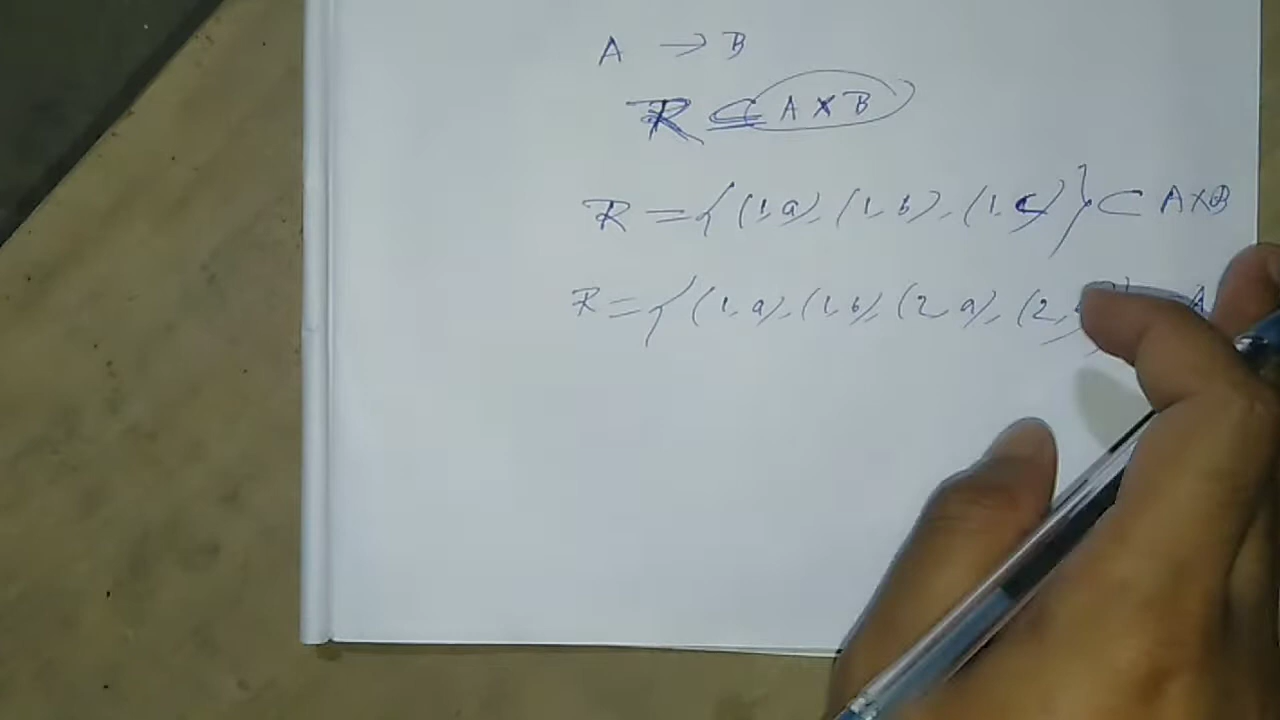 A → B
R ⊆ A × B
R = { (1, a), (1, b), (1, c) } ⊂ A × B
R = { (1, a), (1, b), (2, a), (2,